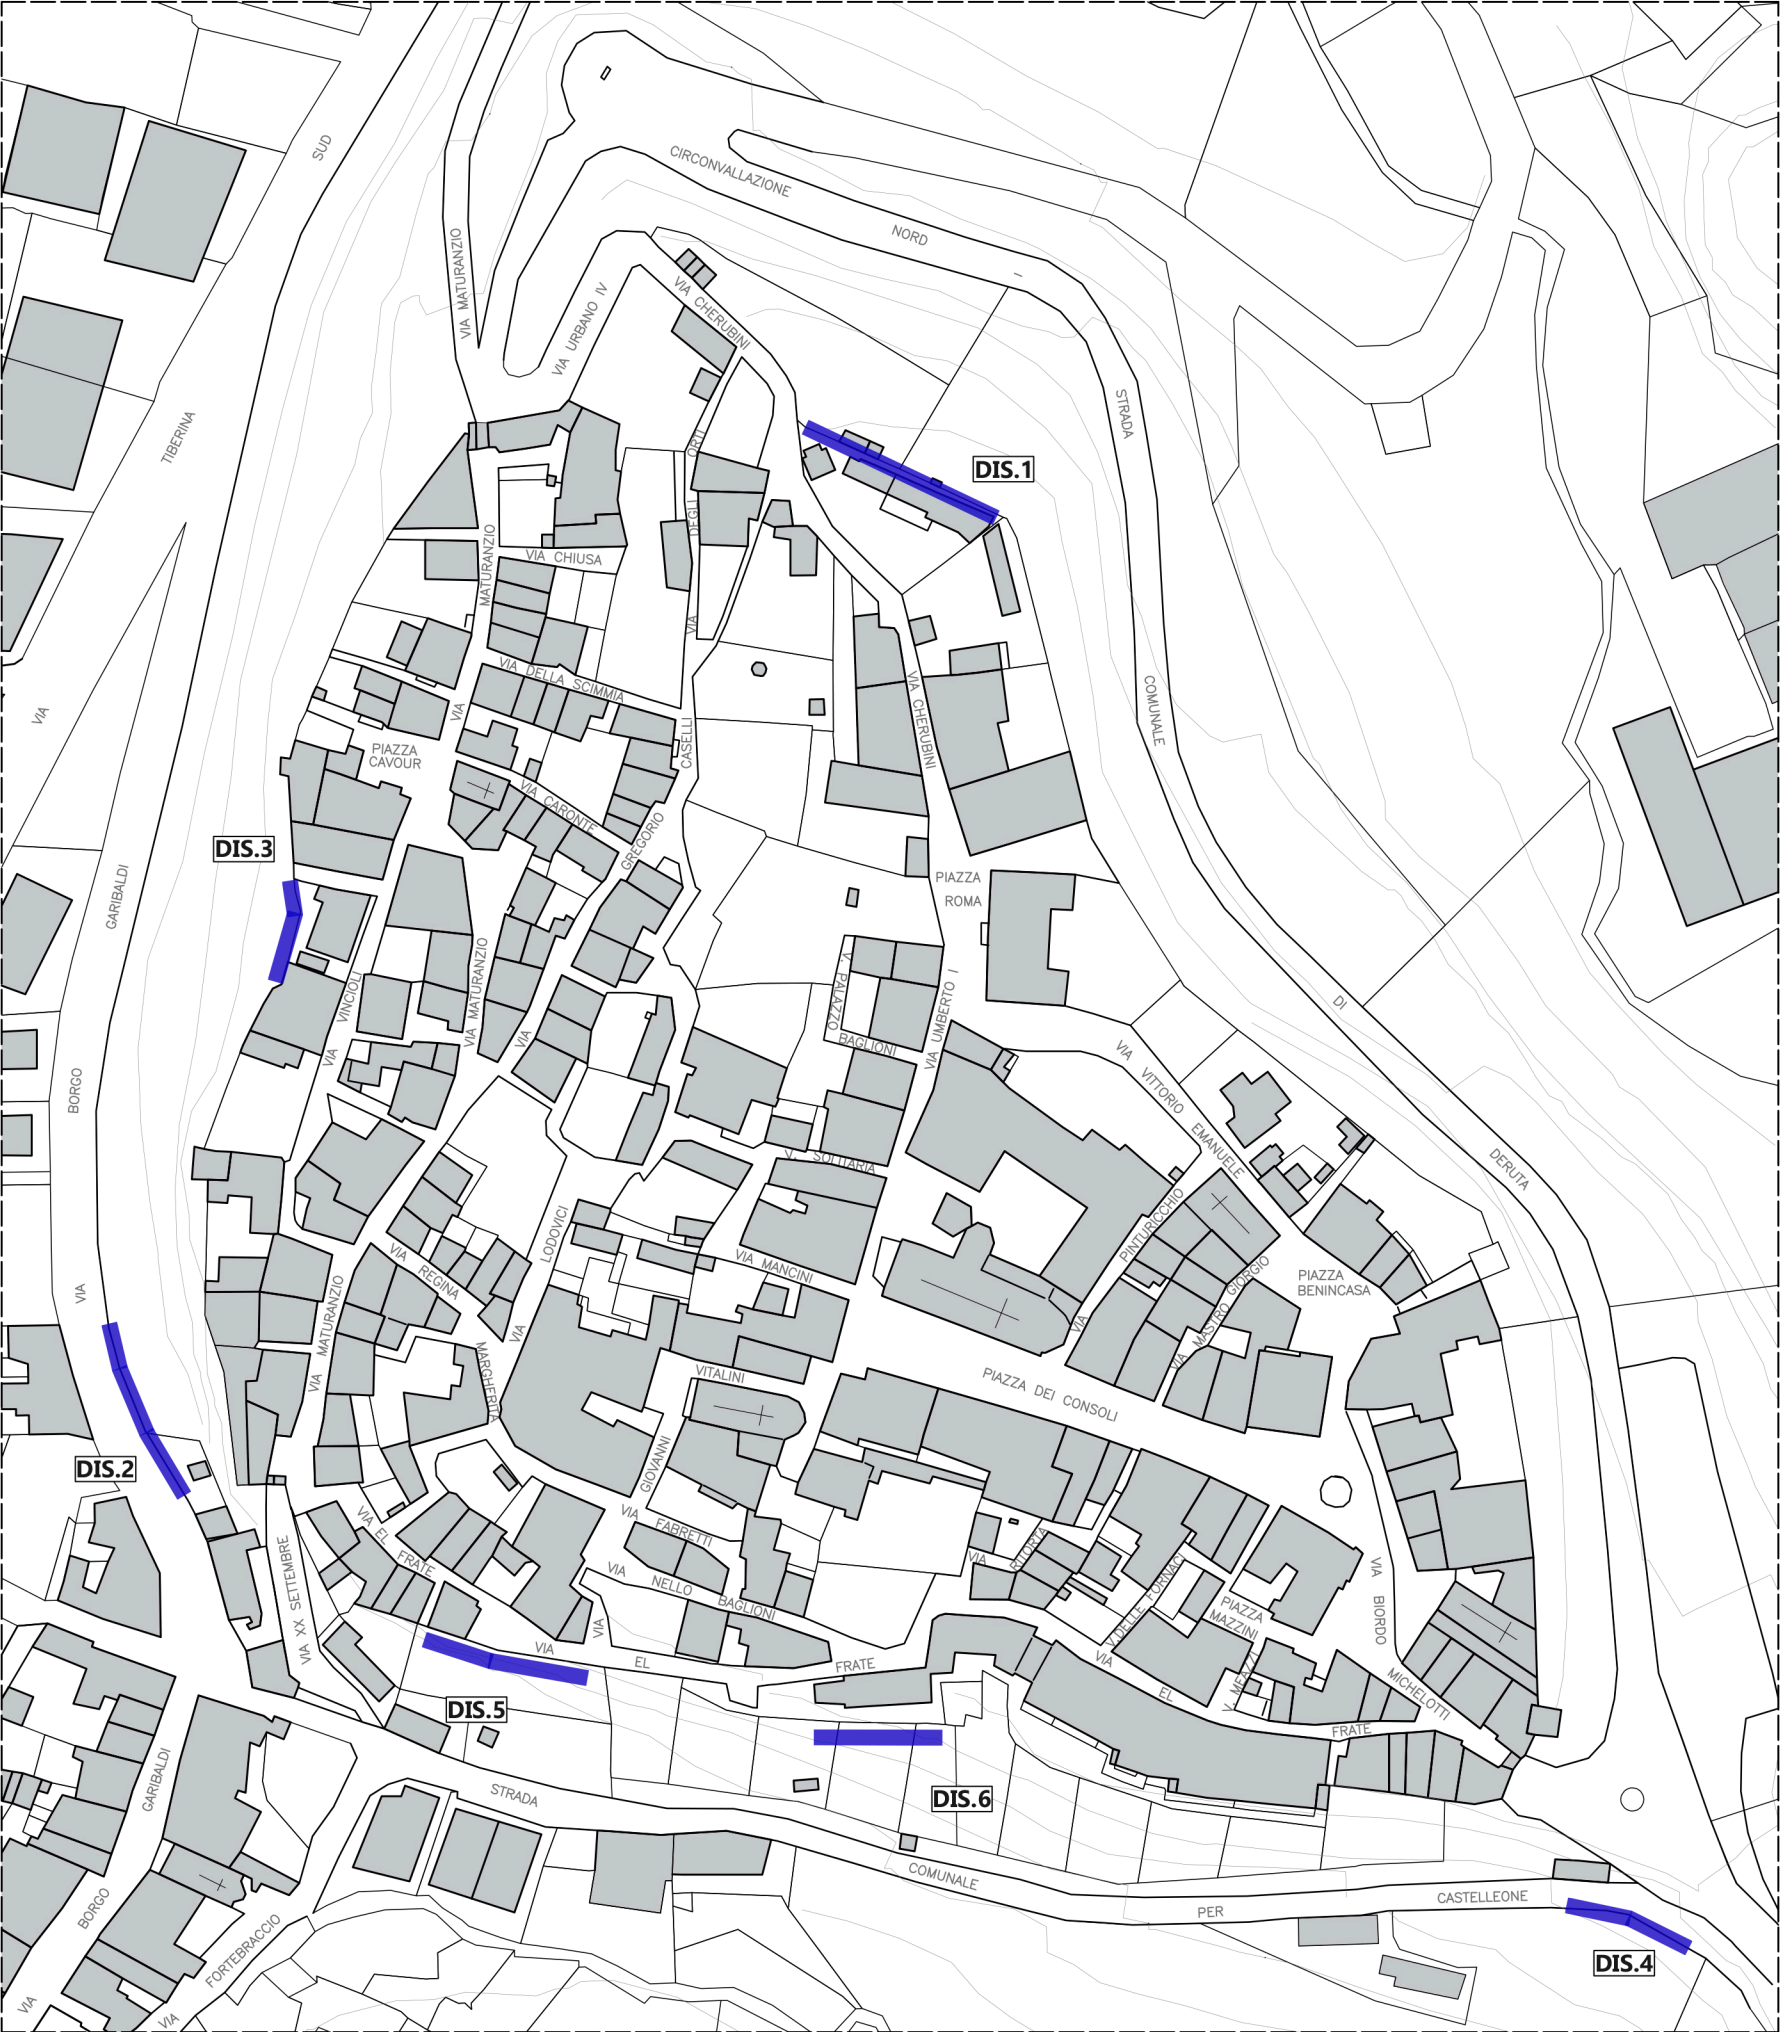 SUD
CIRCONVALLAZIONE
NORD
-
VIA MATURANZIO
VIA URBANO IV
VIA CHERUBINI
STRADA
TIBERINA
ORTI
DIS.1
DEGLI
VIA
VIA CHIUSA
MATURANZIO
VIA
VIA DELLA SCIMMIA
VIA CHERUBINI
COMUNALE
VIA
PIAZZA
CAVOUR
CASELLI
VIA CARONTE
GREGORIO
DIS.3
GARIBALDI
PIAZZA
ROMA
VINCIOLI
VIA
VIA MATURANZIO
VIA
V. PALAZZO
BAGLIONI
VIA UMBERTO I
DI
VIA
VITTORIO
EMANUELE
BORGO
V. SOLITARIA
DERUTA
LODOVICI
VIA
VIA REGINA
MARGHERITA
VIA MANCINI
PINTURICCHIO
VIA
VIA MASTRO GIORGIO
PIAZZA
BENINCASA
VIA
VIA MATURANZIO
VITALINI
PIAZZA DEI CONSOLI
DIS.2
GIOVANNI
VIA FABRETTI
VIA EL FRATE
VIA XX SETTEMBRE
VIA NELLO BAGLIONI
VIA
VIA RITORTA
V.DELLE FORNACI
PIAZZA
MAZZINI
VIA BIORDO
MICHELOTTI
VIA EL FRATE
VIA EL FRATE
V. MEAZZI
DIS.5
DIS.6
STRADA
COMUNALE
PER
CASTELLEONE
DIS.4
GARIBALDI
BORGO
VIA
VIA FORTEBRACCIO